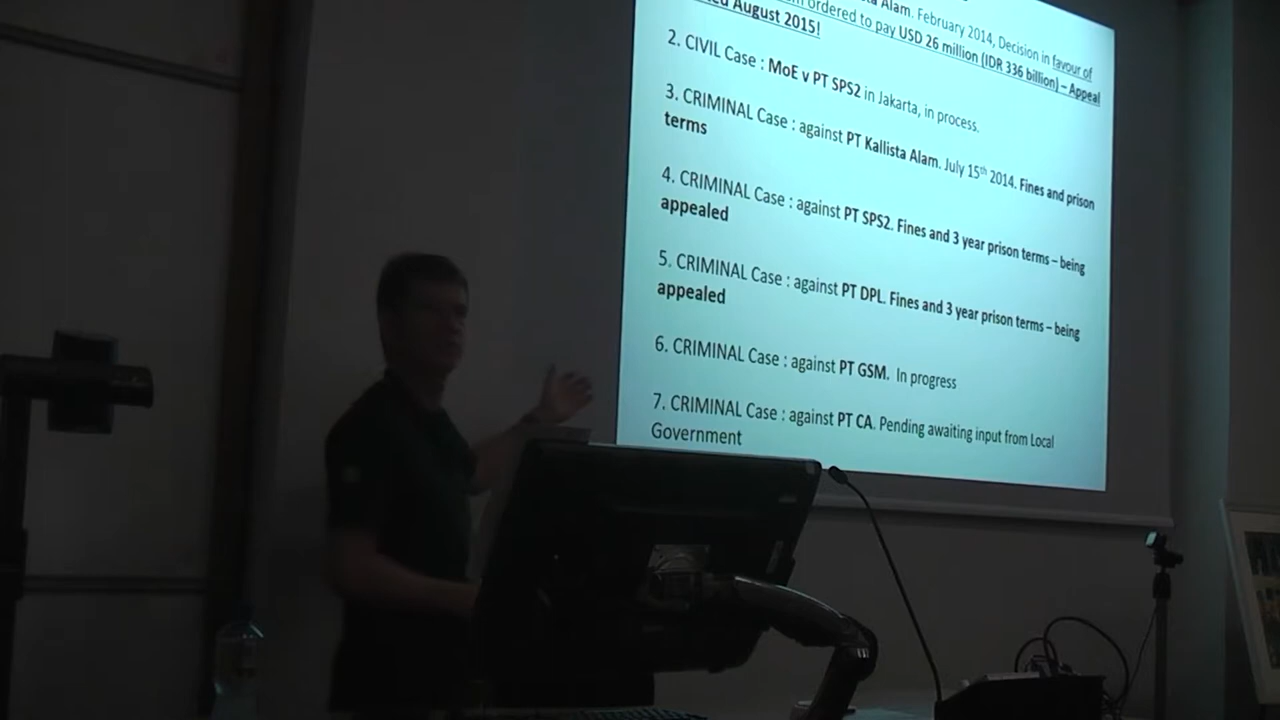 Alam. February 2014, Decision in favour of
ordered to pay USD 26 million (IDR 336 billion) – Appeal
August 2015!
2. CIVIL Case : MoE v PT SPS2 in Jakarta, in process.
3. CRIMINAL Case : against PT Kallista Alam. July 15th 2014. Fines and prison
terms
4. CRIMINAL Case : against PT SPS2. Fines and 3 year prison terms – being
appealed
5. CRIMINAL Case : against PT DPL. Fines and 3 year prison terms – being
appealed
6. CRIMINAL Case : against PT GSM. In progress
7. CRIMINAL Case : against PT CA. Pending awaiting input from Local
Government